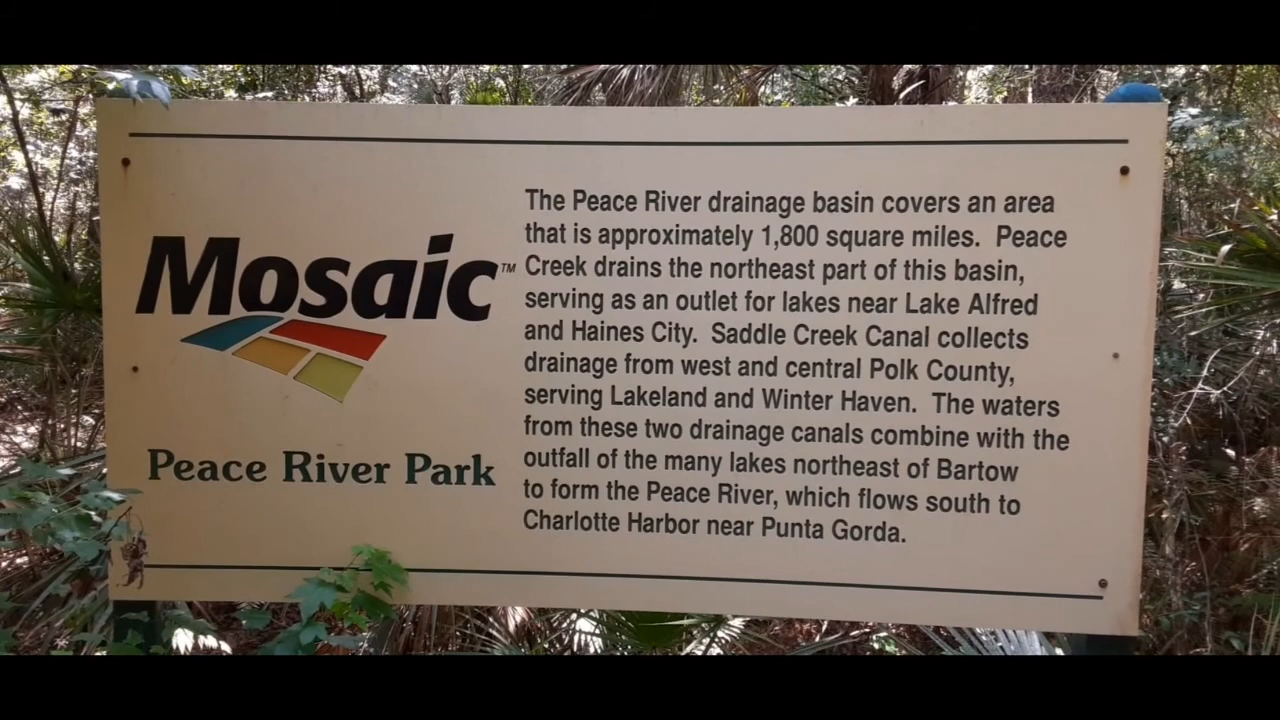 Mosaic™
Peace River Park
The Peace River drainage basin covers an area
that is approximately 1,800 square miles. Peace
Creek drains the northeast part of this basin,
serving as an outlet for lakes near Lake Alfred
and Haines City. Saddle Creek Canal collects
drainage from west and central Polk County,
serving Lakeland and Winter Haven. The waters
from these two drainage canals combine with the
outfall of the many lakes northeast of Bartow
to form the Peace River, which flows south to
Charlotte Harbor near Punta Gorda.